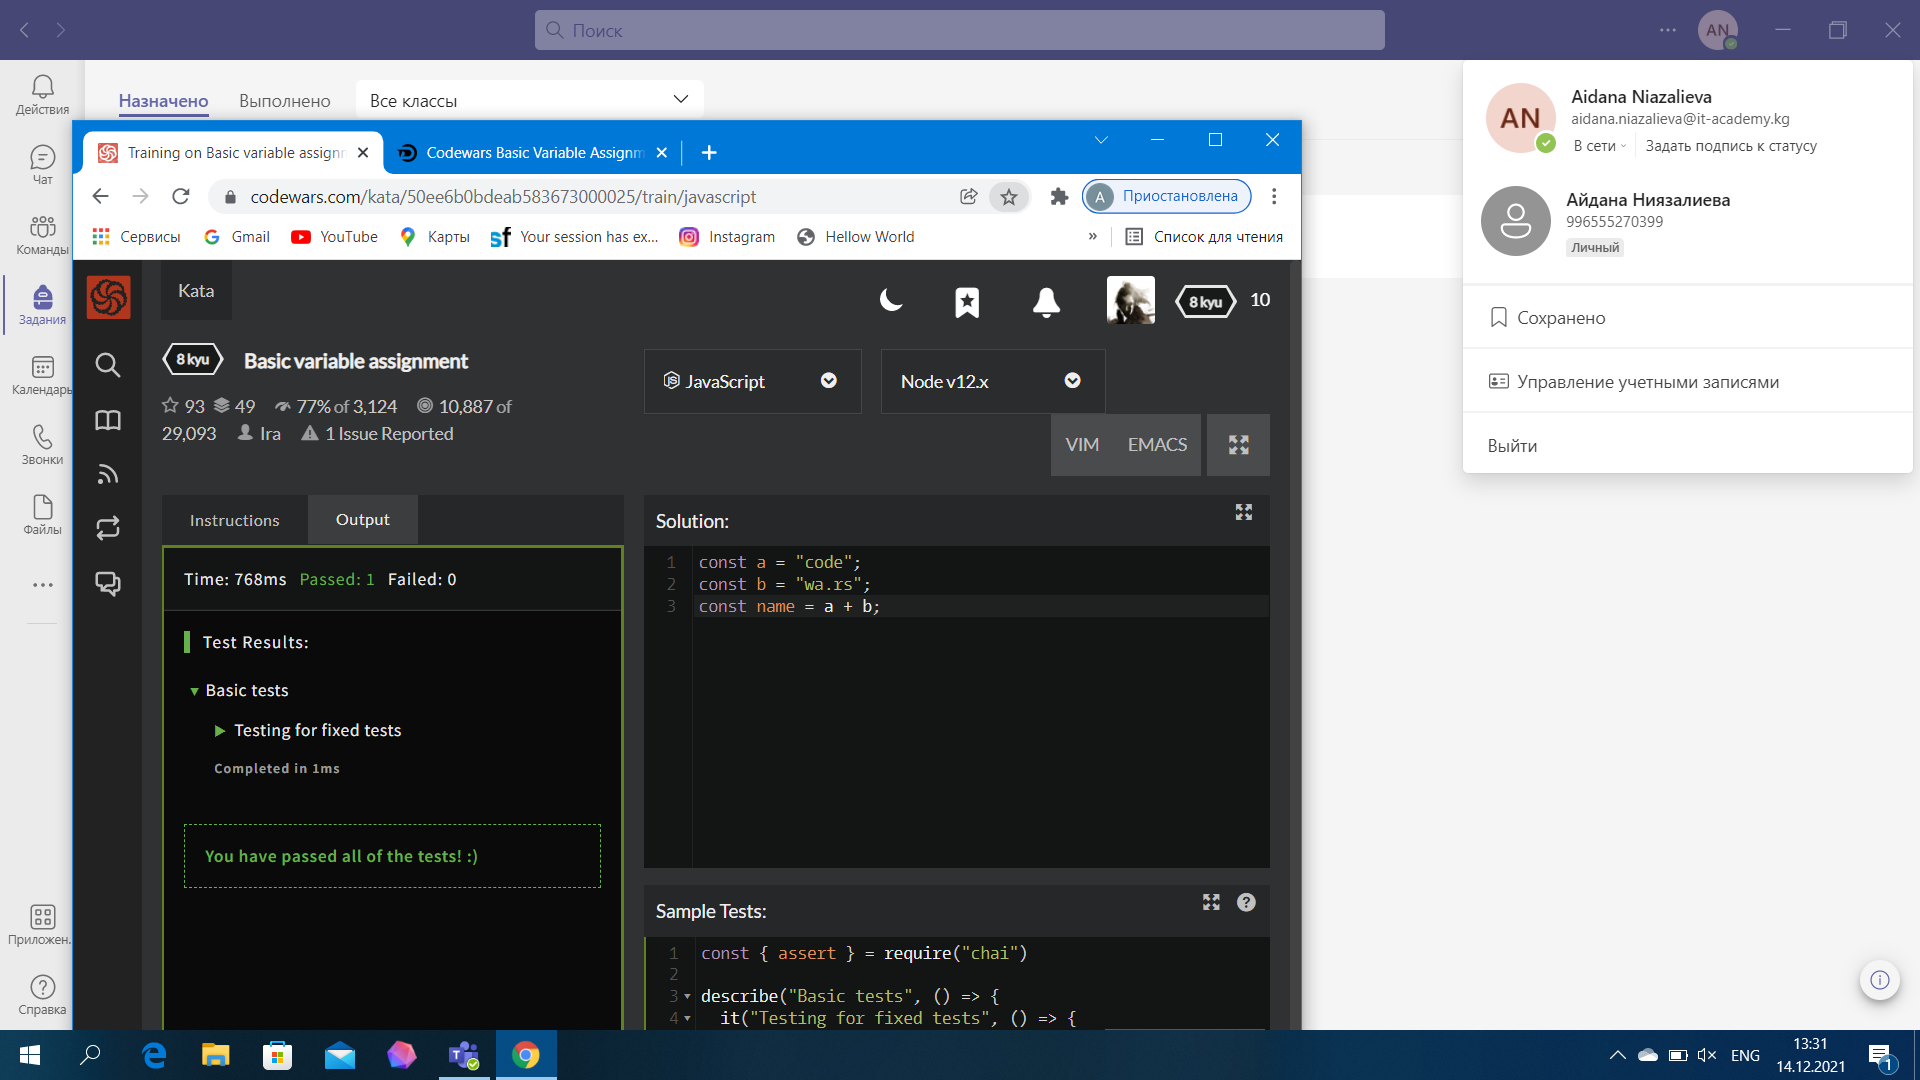 Поиск
AN
Действия
Чат
Команды
Задания
Календарь
Звонки
Файлы
Приложен.
Справка
Назначено
Выполнено
Все классы
AN
Aidana Niazalieva
aidana.niazalieva@it-academy.kg
В сети
Задать подпись к статусу
Айдана Ниязалиева
996555270399
Личный
Сохранено
Управление учетными записями
Выйти
Training on Basic variable assignm
Codewars Basic Variable Assignm
codewars.com/kata/50ee6b0bdeab583673000025/train/javascript
A Приостановлена
Сервисы
Gmail
YouTube
Карты
sf Your session has ex...
Instagram
Hellow World
»
Список для чтения
Kata
8 kyu
10
8 kyu
Basic variable assignment
93 49 77% of 3,124 10,887 of
29,093 Ira 1 Issue Reported
JavaScript
Node v12.x
VIM EMACS
Instructions
Output
Time: 768ms Passed: 1 Failed: 0
Test Results:
Basic tests
Testing for fixed tests
Completed in 1ms
You have passed all of the tests! :)
Solution:
1 const a = "code";
2 const b = "wa.rs";
3 const name = a + b;
Sample Tests:
1 const { assert } = require("chai")
2
3 describe("Basic tests", () => {
4 it("Testing for fixed tests", () => {
ENG
13:31
14.12.2021
1